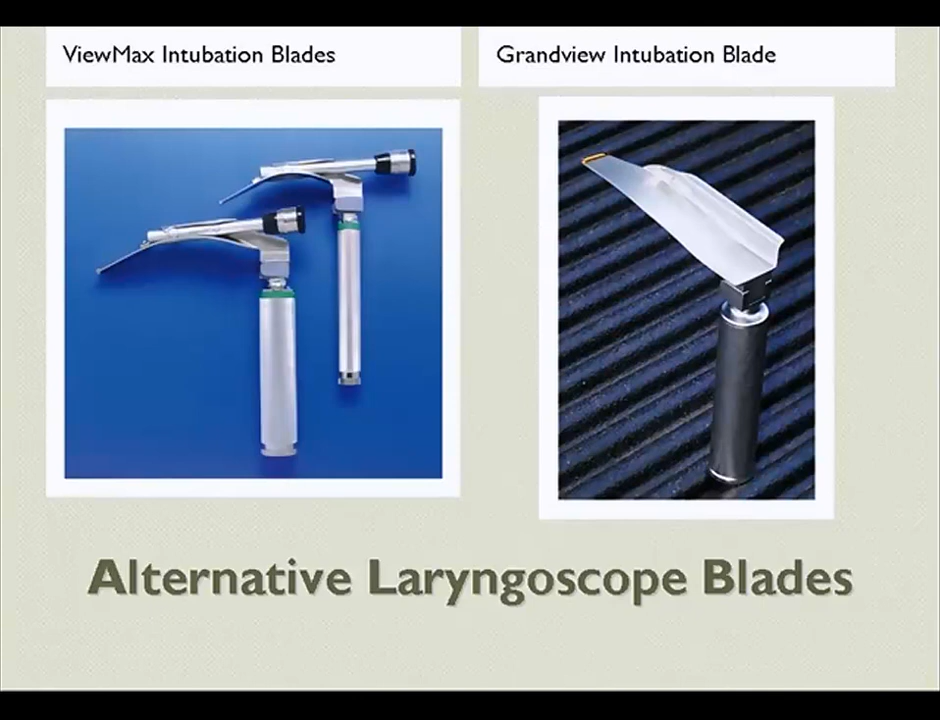 ViewMax Intubation Blades
Grandview Intubation Blade
Alternative Laryngoscope Blades